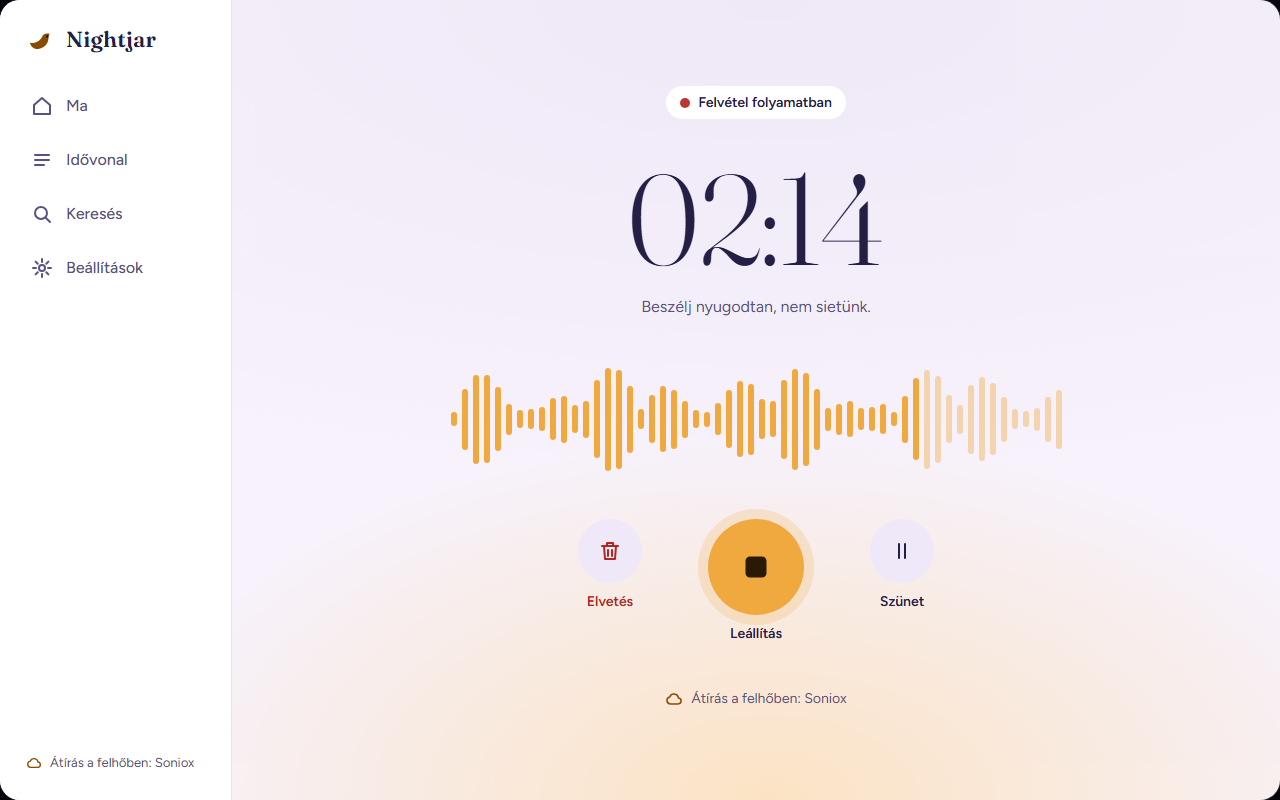 Nightjar
Ma
Idővonal
Keresés
Beállítások
Átírás a felhőben: Soniox
Felvétel folyamatban
02:14
Beszélj nyugodtan, nem sietünk.
Elvetés
Leállítás
Szünet
Átírás a felhőben: Soniox